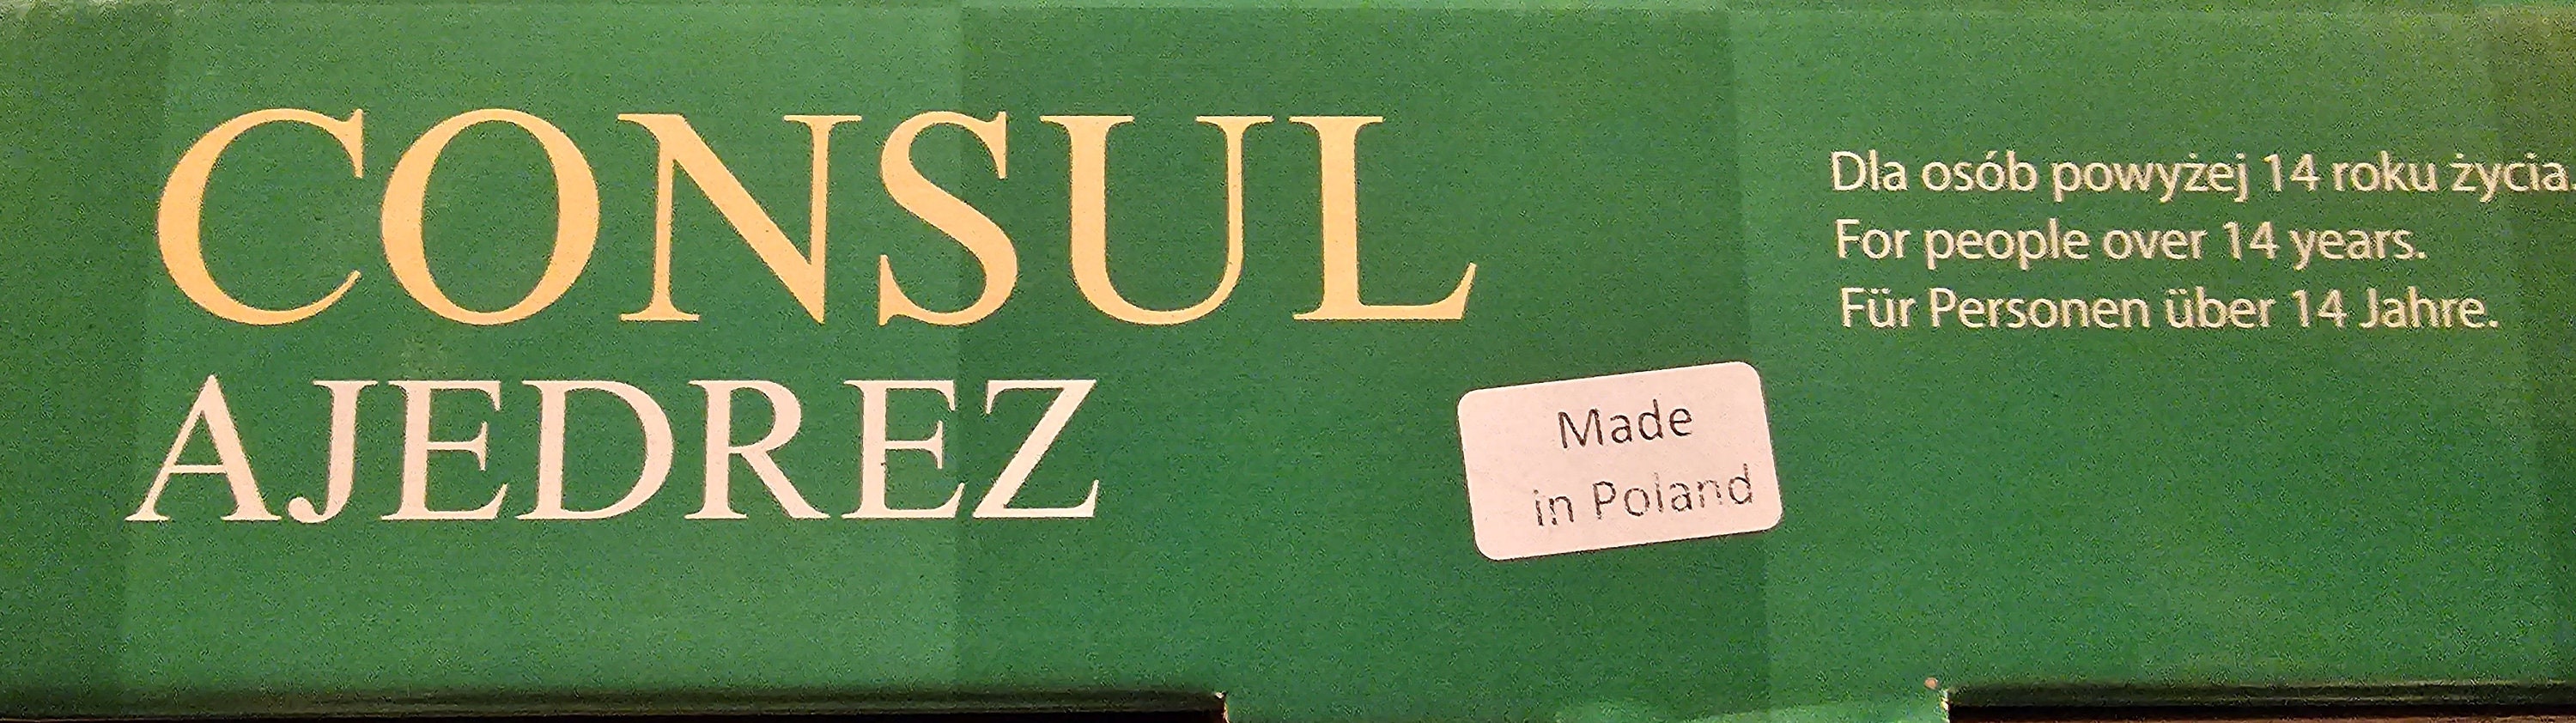 CONSUL
AJEDREZ
Dla osób powyżej 14 roku życia.
For people over 14 years.
Für Personen über 14 Jahre.
Made
in Poland